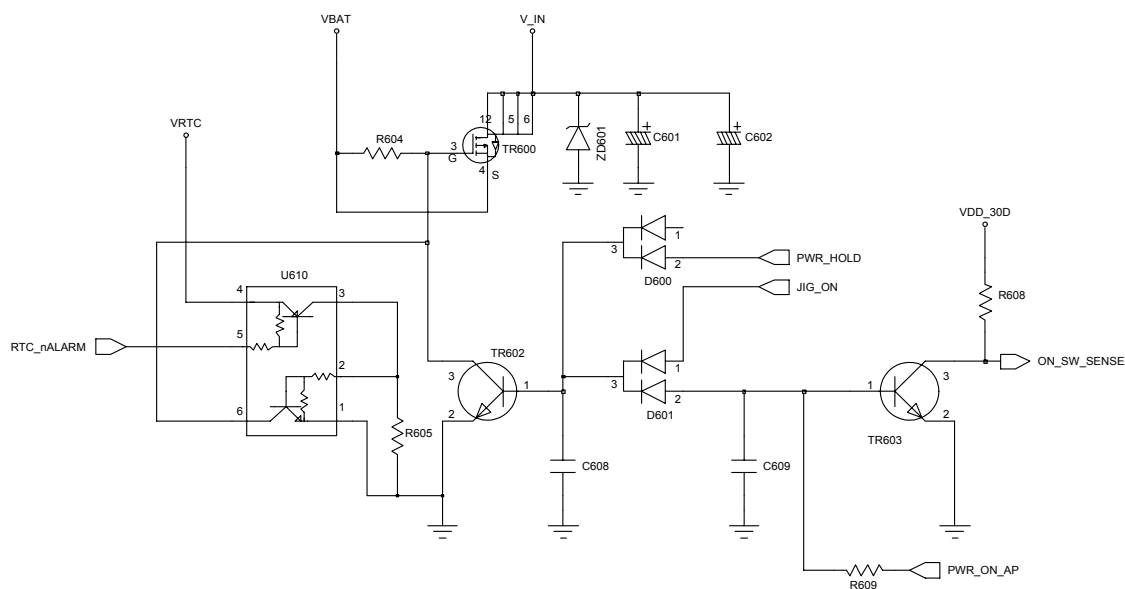 VBAT
V_IN
VRTC
R604
12
5
6
3
G
TR600
4
S
ZD601
+
C601
+
C602
VDD_30D
1
3
2
PWR_HOLD
D600
U610
4
3
JIG_ON
R608
5
RTC_nALARM
TR602
2
3
1
3
1
2
D601
1
3
ON_SW_SENSE
6
1
2
R605
2
TR603
C608
C609
R609
PWR_ON_AP